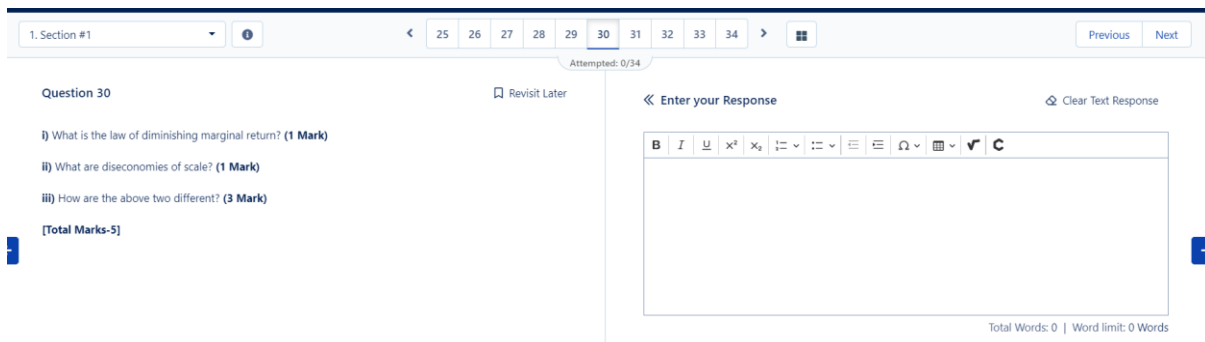 1. Section #1
25 26 27 28 29 30 31 32 33 34
Previous Next
Attempted: 0/34
Question 30
Revisit Later
i) What is the law of diminishing marginal return? (1 Mark)
ii) What are diseconomies of scale? (1 Mark)
iii) How are the above two different? (3 Mark)
[Total Marks-5]
Enter your Response
Clear Text Response
B I U x² x₂ Ω C
Total Words: 0 | Word limit: 0 Words